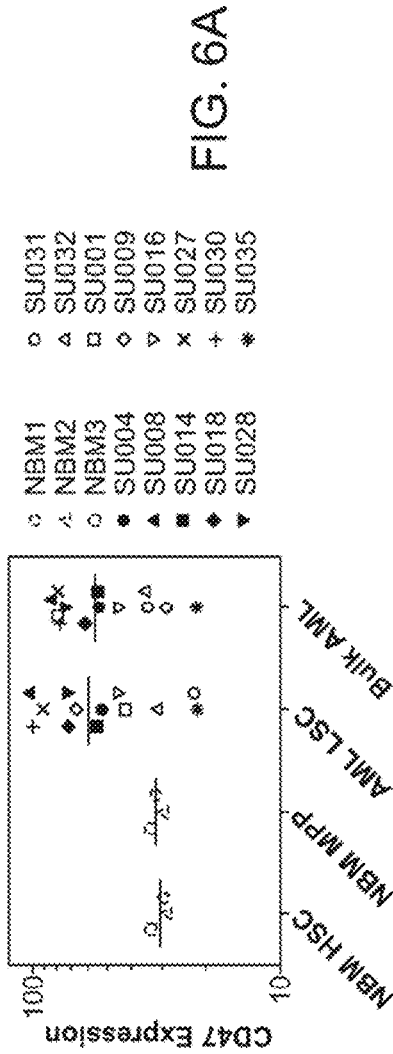 CD47 Expression
100
10
NBM HSC
NBM MPP
AML LSC
Bulk AML
NBM1
NBM2
NBM3
SU004
SU008
SU014
SU018
SU028
SU031
SU032
SU001
SU009
SU016
SU027
SU030
SU035
FIG. 6A